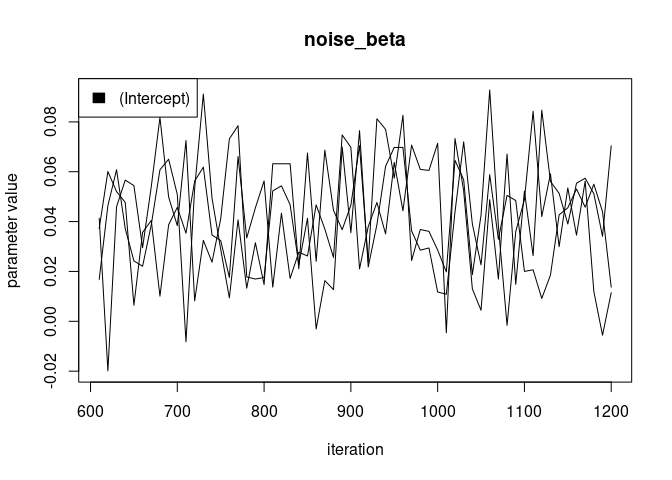 noise_beta
(Intercept)
parameter value
-0.02 0.00 0.02 0.04 0.06 0.08
600 700 800 900 1000 1100 1200
iteration